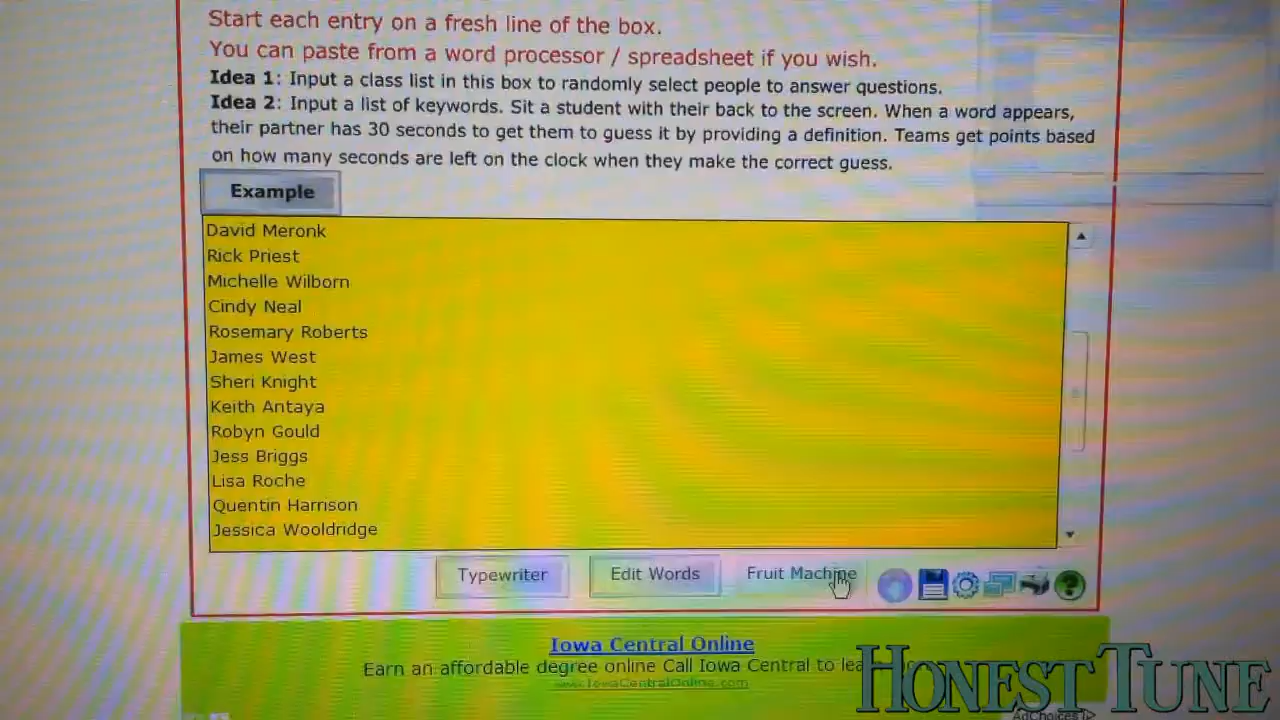 Start each entry on a fresh line of the box.
You can paste from a word processor / spreadsheet if you wish.
Idea 1: Input a class list in this box to randomly select people to answer questions.
Idea 2: Input a list of keywords. Sit a student with their back to the screen. When a word appears,
their partner has 30 seconds to get them to guess it by providing a definition. Teams get points based
on how many seconds are left on the clock when they make the correct guess.
Example
David Meronk
Rick Priest
Michelle Wilborn
Cindy Neal
Rosemary Roberts
James West
Sheri Knight
Keith Antaya
Robyn Gould
Jess Briggs
Lisa Roche
Quentin Harrison
Jessica Wooldridge
Typewriter Edit Words Fruit Machine
Iowa Central Online
Earn an affordable degree online Call Iowa Central to
www.IowaCentralOnline.com
HONEST TUNE
AdChoices